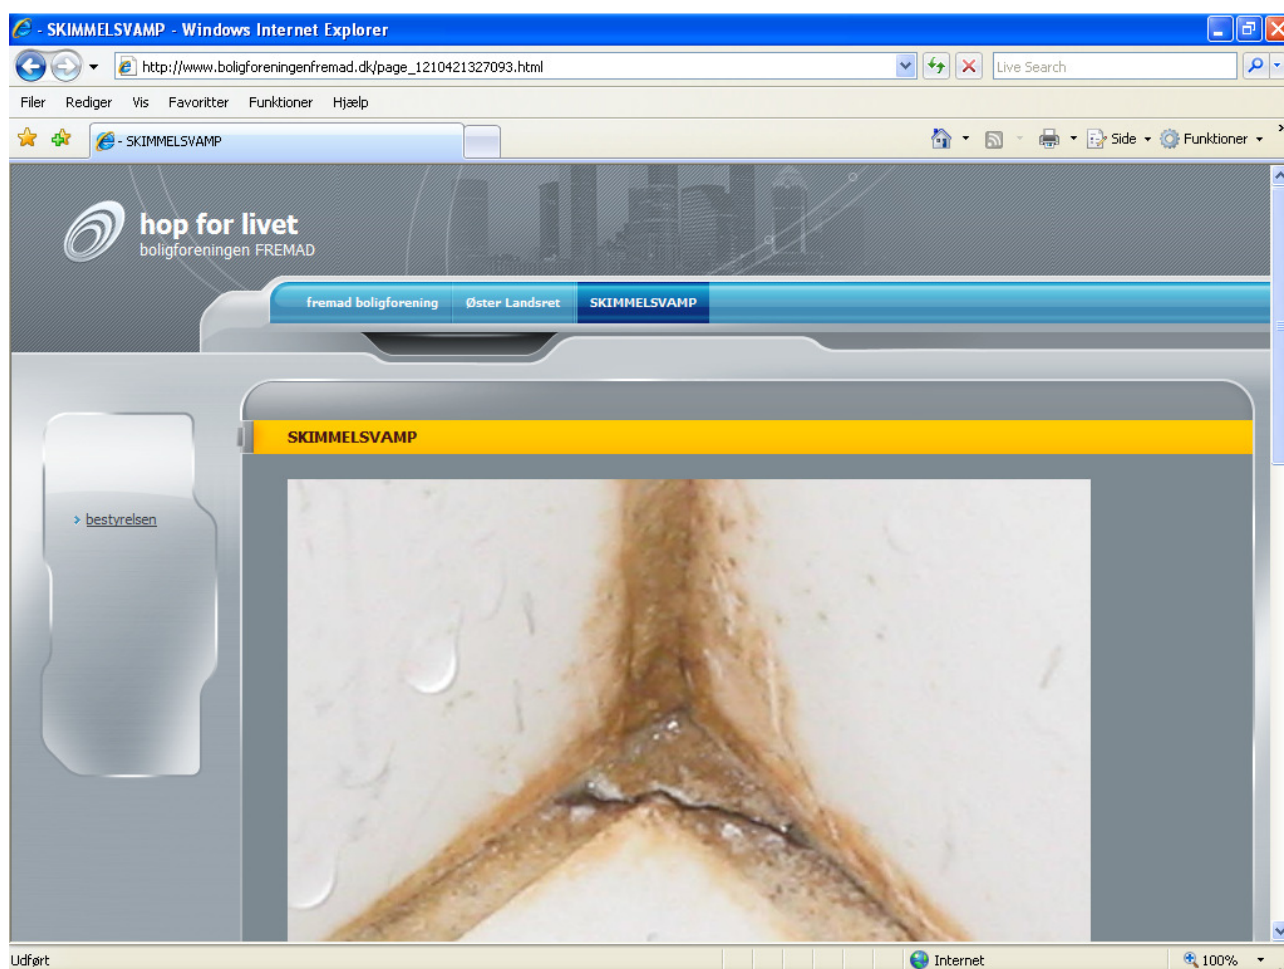 - SKIMMELSVAMP - Windows Internet Explorer
http://www.boligforeningenfremad.dk/page_1210421327093.html
Live Search
Filer Rediger Vis Favoritter Funktioner Hjælp
- SKIMMELSVAMP
Side
Funktioner
hop for livet
boligforeningen FREMAD
fremad boligforening Øster Landsret SKIMMELSVAMP
SKIMMELSVAMP
bestyrelsen
Udført
Internet
100%